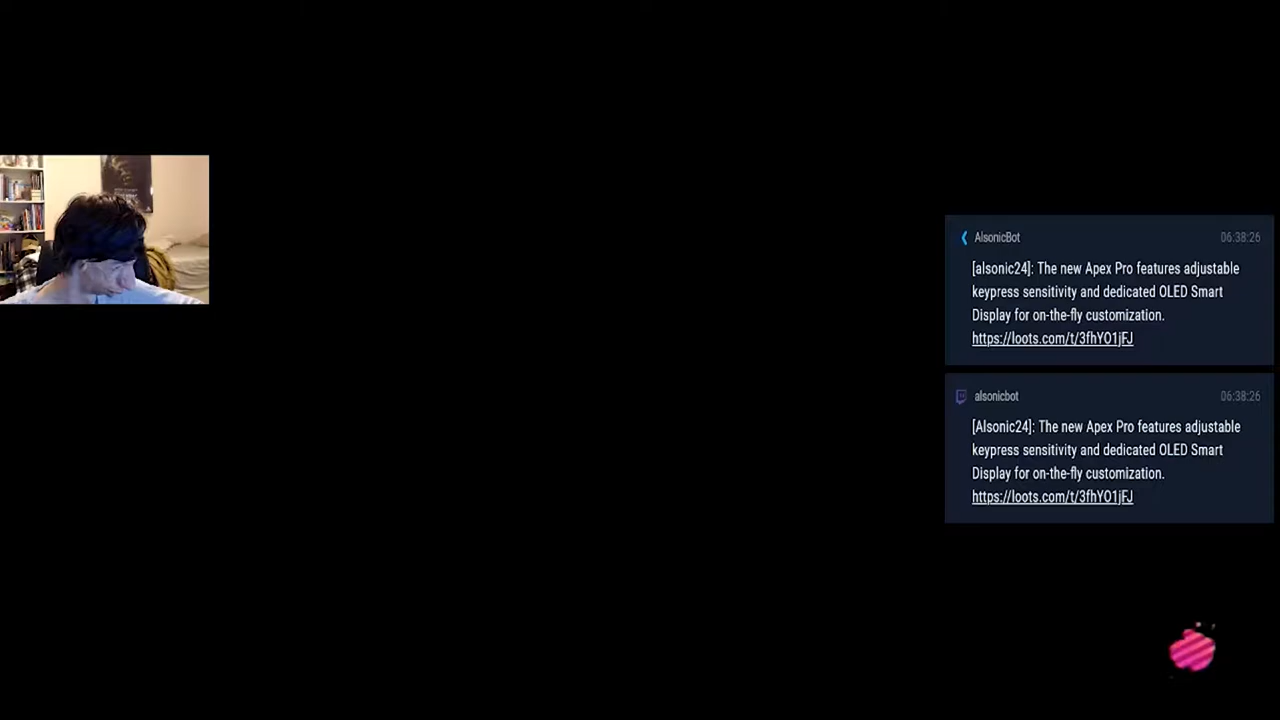 AlsonicBot 06:38:26
[alsonic24]: The new Apex Pro features adjustable
keypress sensitivity and dedicated OLED Smart
Display for on-the-fly customization.
https://loots.com/t/3fhYO1jFJ
alsonicbot 06:38:26
[Alsonic24]: The new Apex Pro features adjustable
keypress sensitivity and dedicated OLED Smart
Display for on-the-fly customization.
https://loots.com/t/3fhYO1jFJ